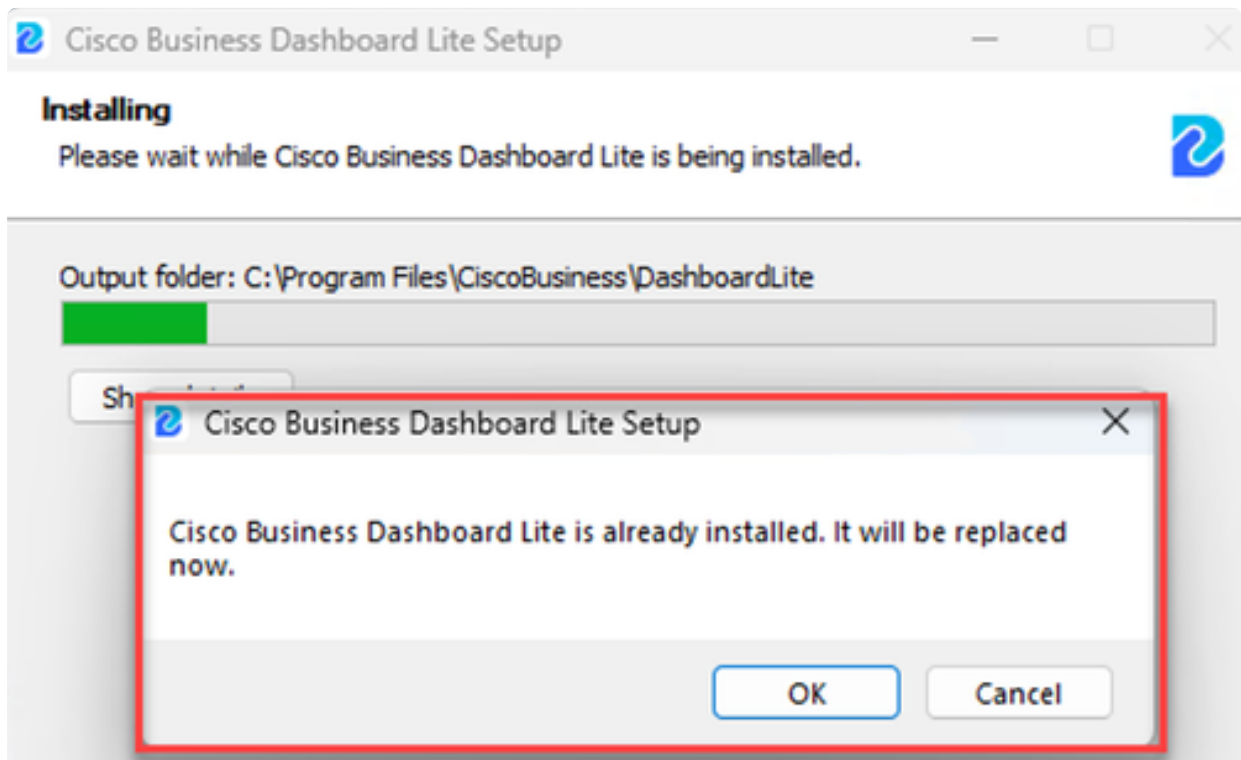 Cisco Business Dashboard Lite Setup
Installing
Please wait while Cisco Business Dashboard Lite is being installed.
Output folder: C:\Program Files\CiscoBusiness\DashboardLite
Cisco Business Dashboard Lite Setup
Cisco Business Dashboard Lite is already installed. It will be replaced
now.
OK
Cancel